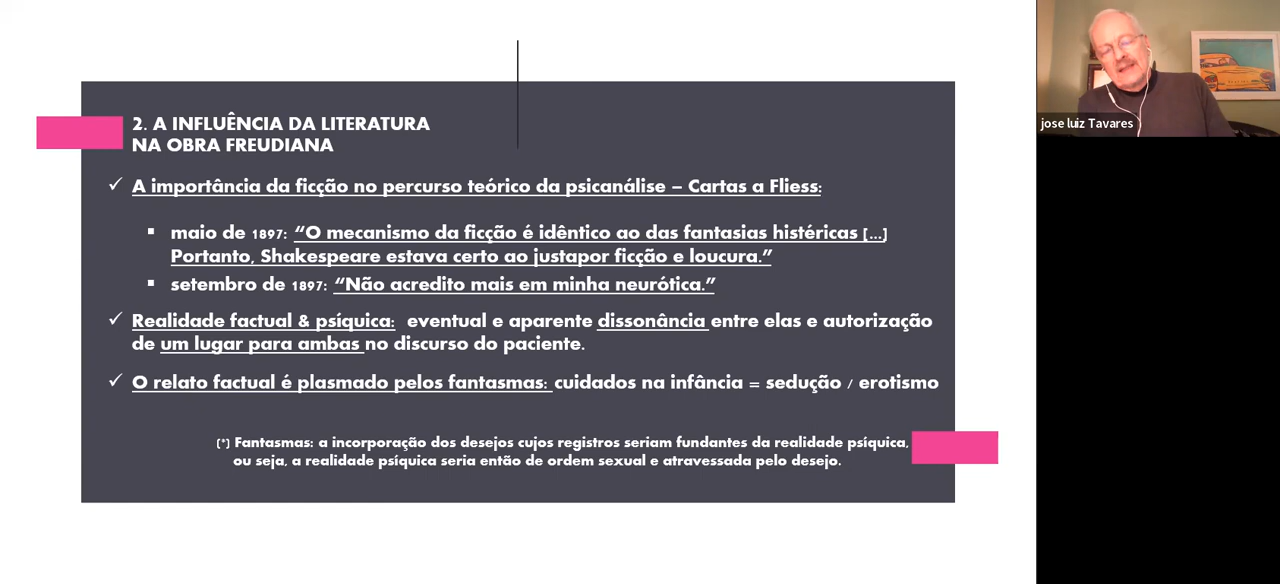 2. A INFLUÊNCIA DA LITERATURA
NA OBRA FREUDIANA
✓ A importância da ficção no percurso teórico da psicanálise – Cartas a Fliess:
▪ maio de 1897: “O mecanismo da ficção é idêntico ao das fantasias histéricas [...]
Portanto, Shakespeare estava certo ao justapor ficção e loucura.”
▪ setembro de 1897: “Não acredito mais em minha neurótica.”
✓ Realidade factual & psíquica: eventual e aparente dissonância entre elas e autorização
de um lugar para ambas no discurso do paciente.
✓ O relato factual é plasmado pelos fantasmas: cuidados na infância = sedução / erotismo
(*) Fantasmas: a incorporação dos desejos cujos registros seriam fundantes da realidade psíquica,
ou seja, a realidade psíquica seria então de ordem sexual e atravessada pelo desejo.
jose luiz Tavares